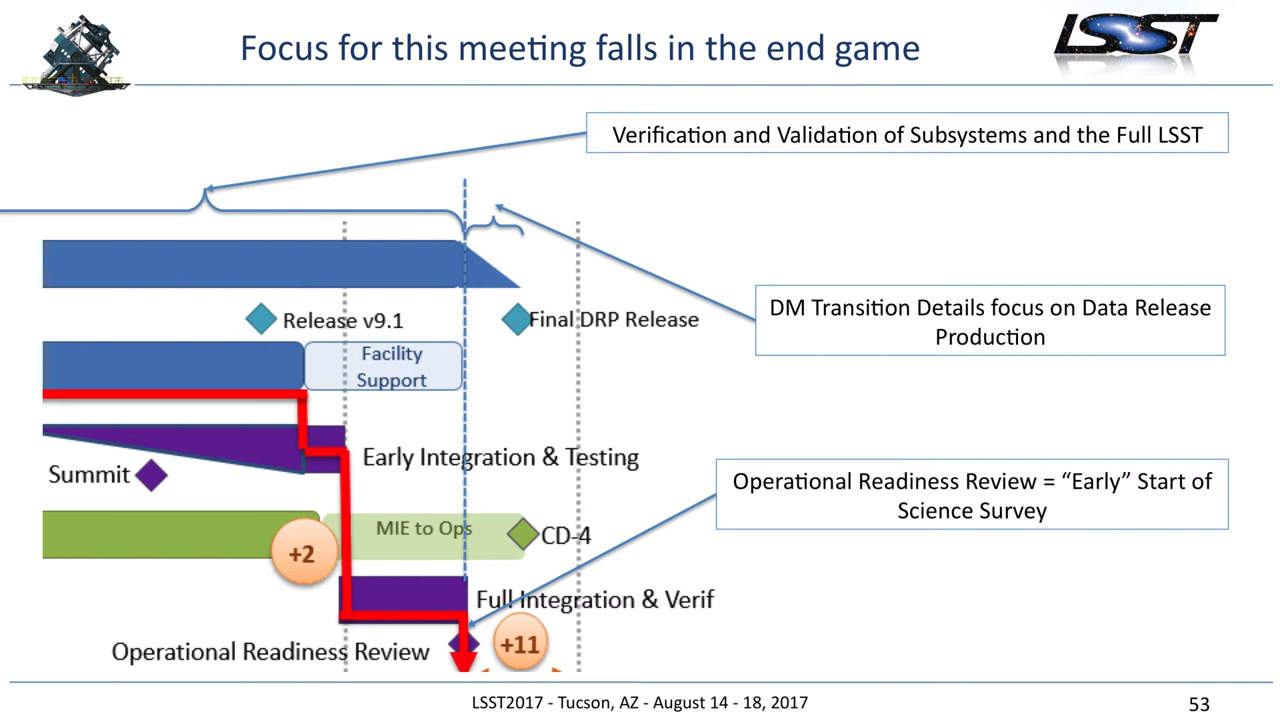 Focus for this meeting falls in the end game
LSST
Verification and Validation of Subsystems and the Full LSST
DM Transition Details focus on Data Release
Production
Release v9.1
Final DRP Release
Facility
Support
Early Integration & Testing
Summit
Operational Readiness Review = “Early” Start of
Science Survey
MIE to Ops
CD-4
+2
Full Integration & Verif
Operational Readiness Review
+11
LSST2017 - Tucson, AZ - August 14 - 18, 2017
53